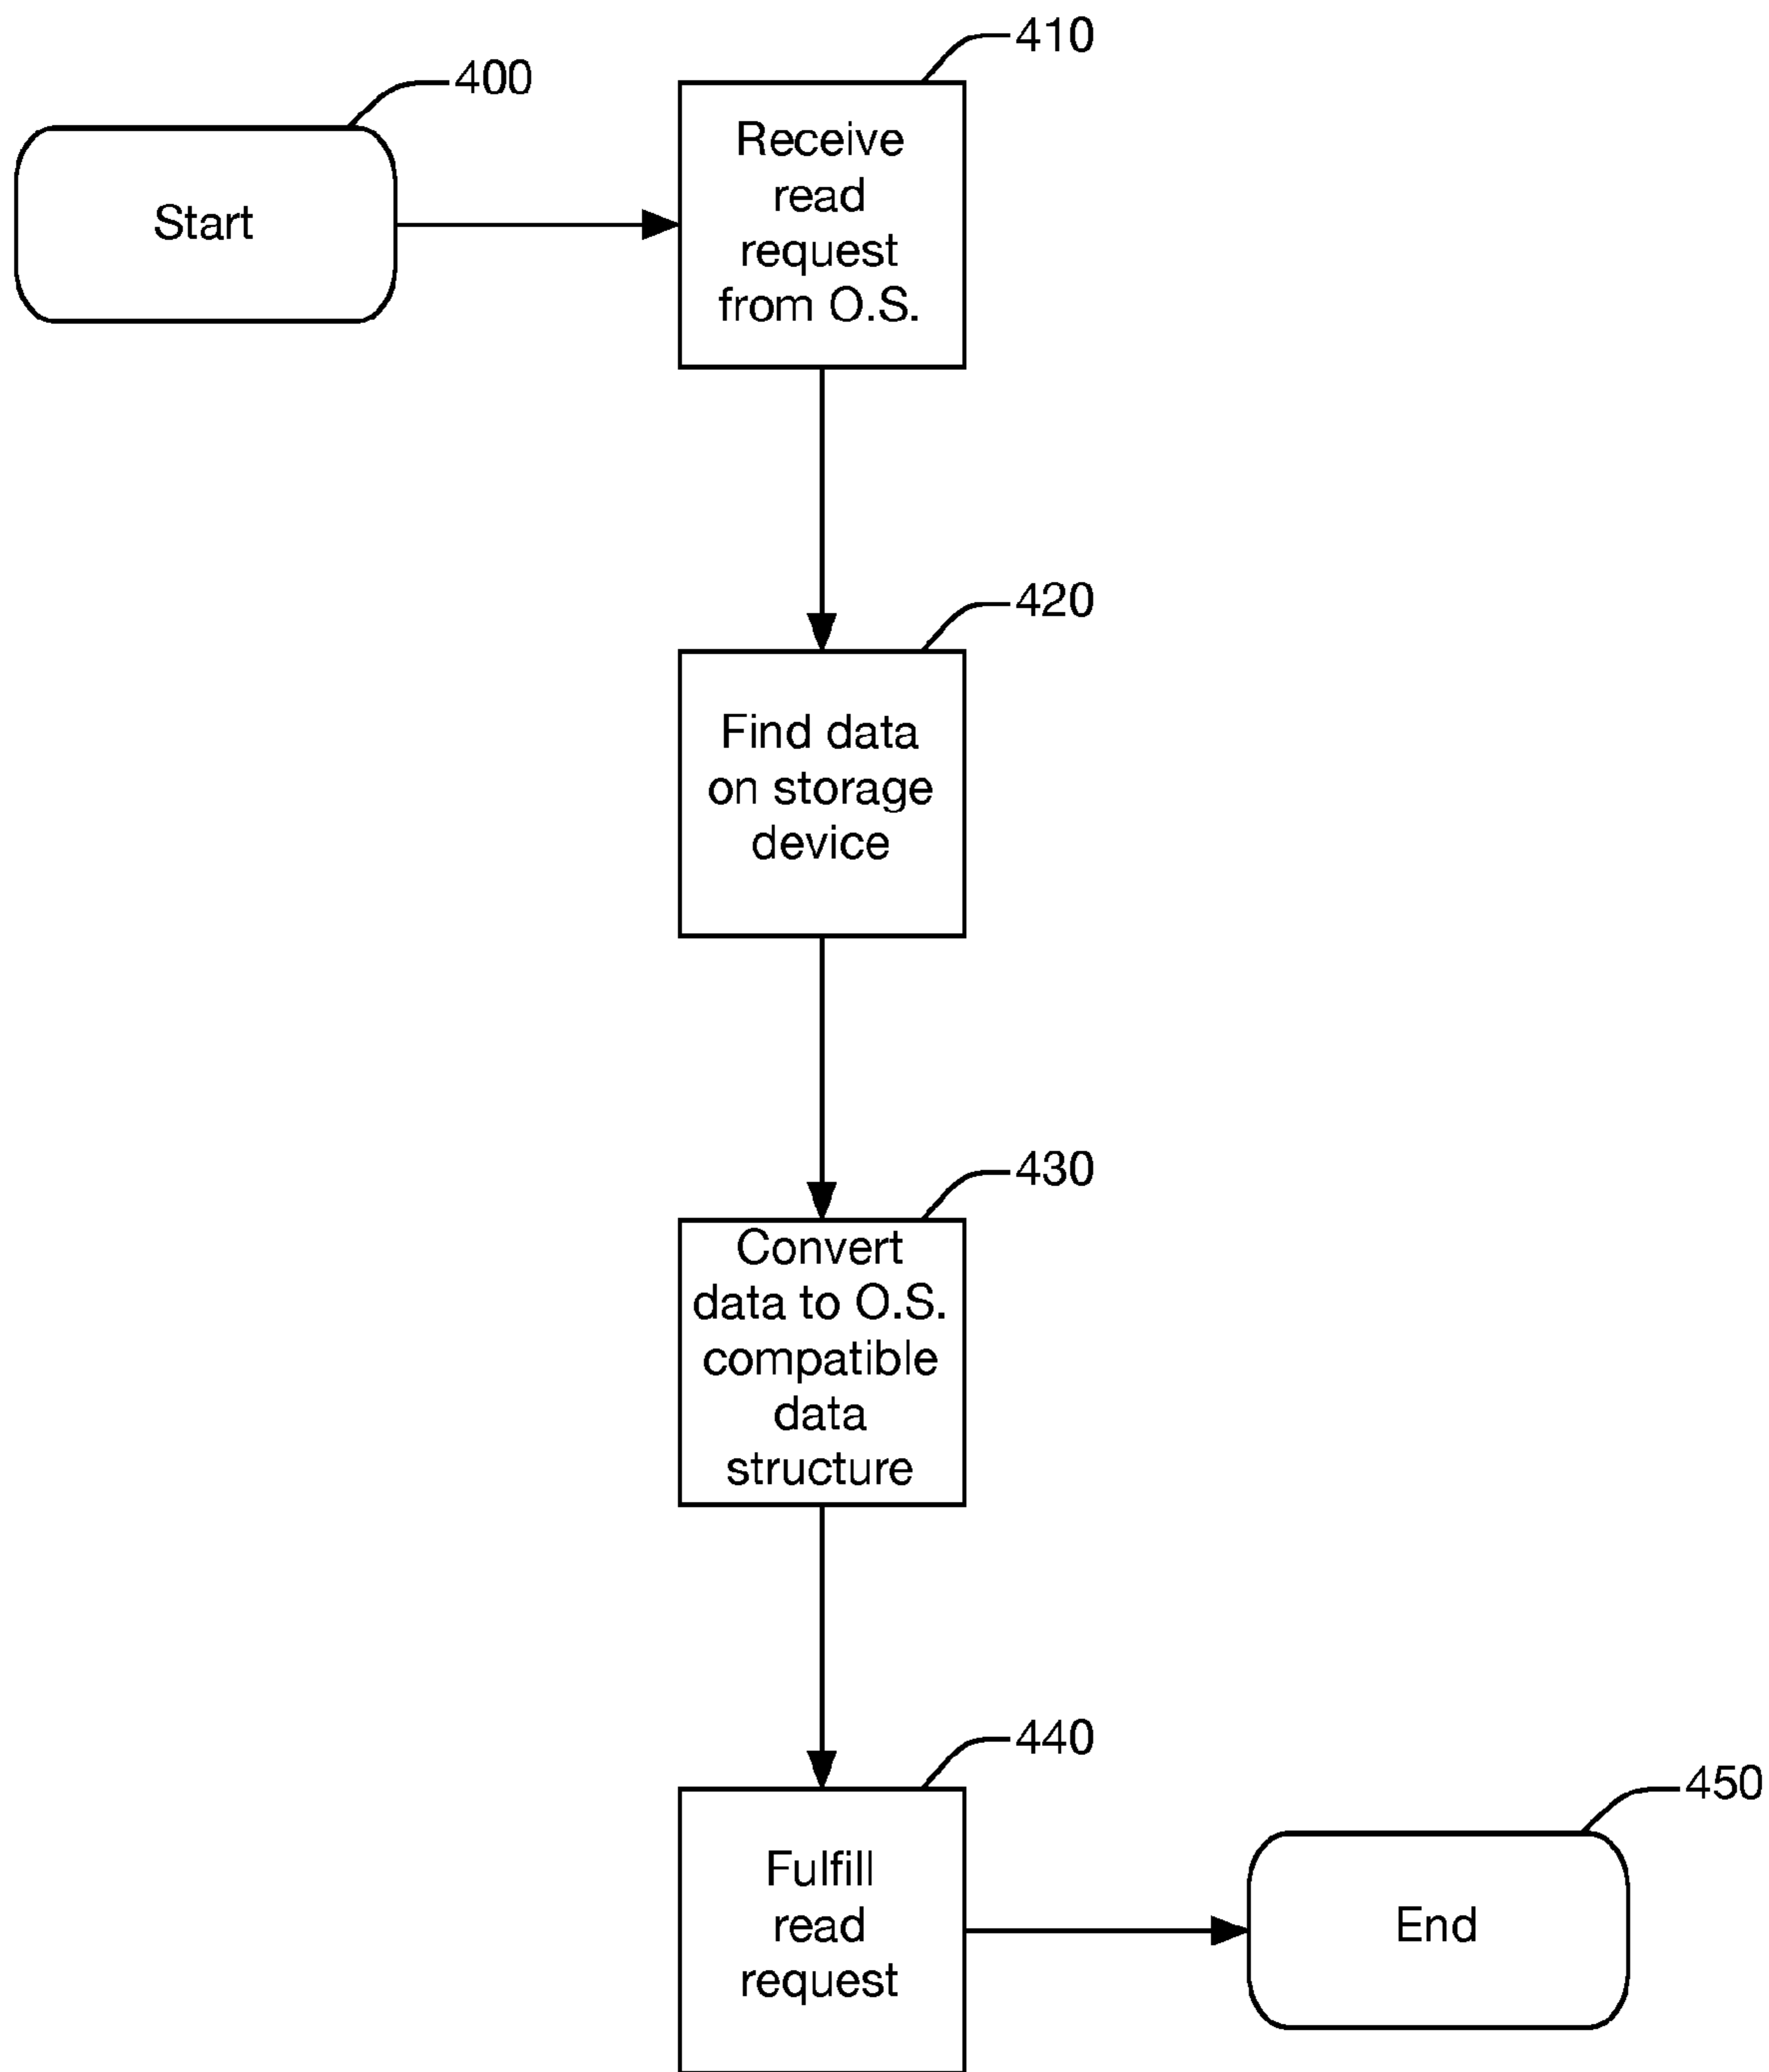 400
Start
410
Receive
read
request
from O.S.
420
Find data
on storage
device
430
Convert
data to O.S.
compatible
data
structure
440
Fulfill
read
request
450
End